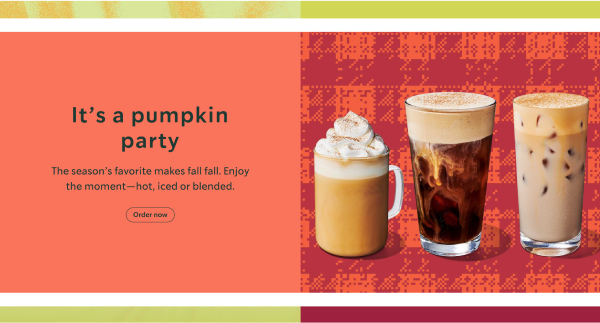 It’s a pumpkin
party
The season’s favorite makes fall fall. Enjoy
the moment—hot, iced or blended.
Order now